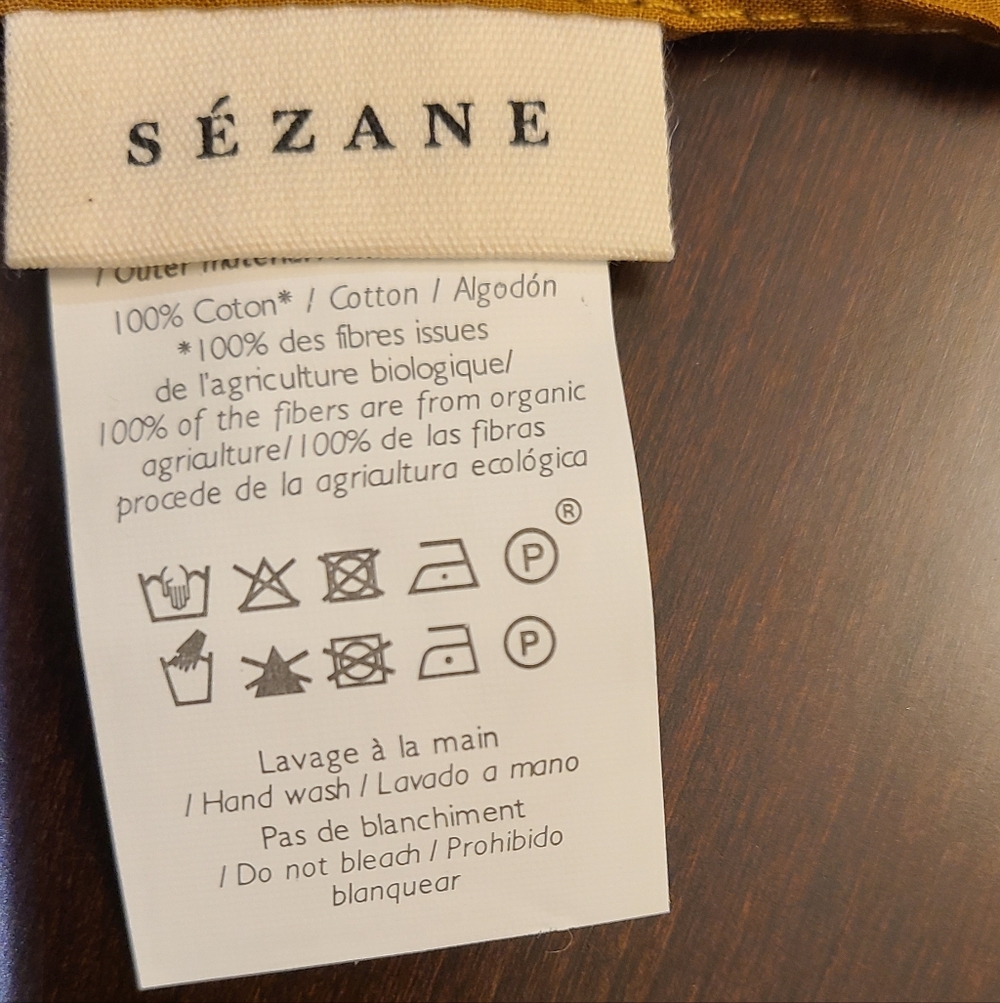 SÉZANE
/ Outer
100% Coton* / Cotton / Algodón
*100% des fibres issues
de l'agriculture biologique/
100% of the fibers are from organic
agriculture/100% de las fibras
procede de la agricultura ecológica
®
P
P
Lavage à la main
/ Hand wash / Lavado a mano
Pas de blanchiment
/ Do not bleach / Prohibido
blanquear